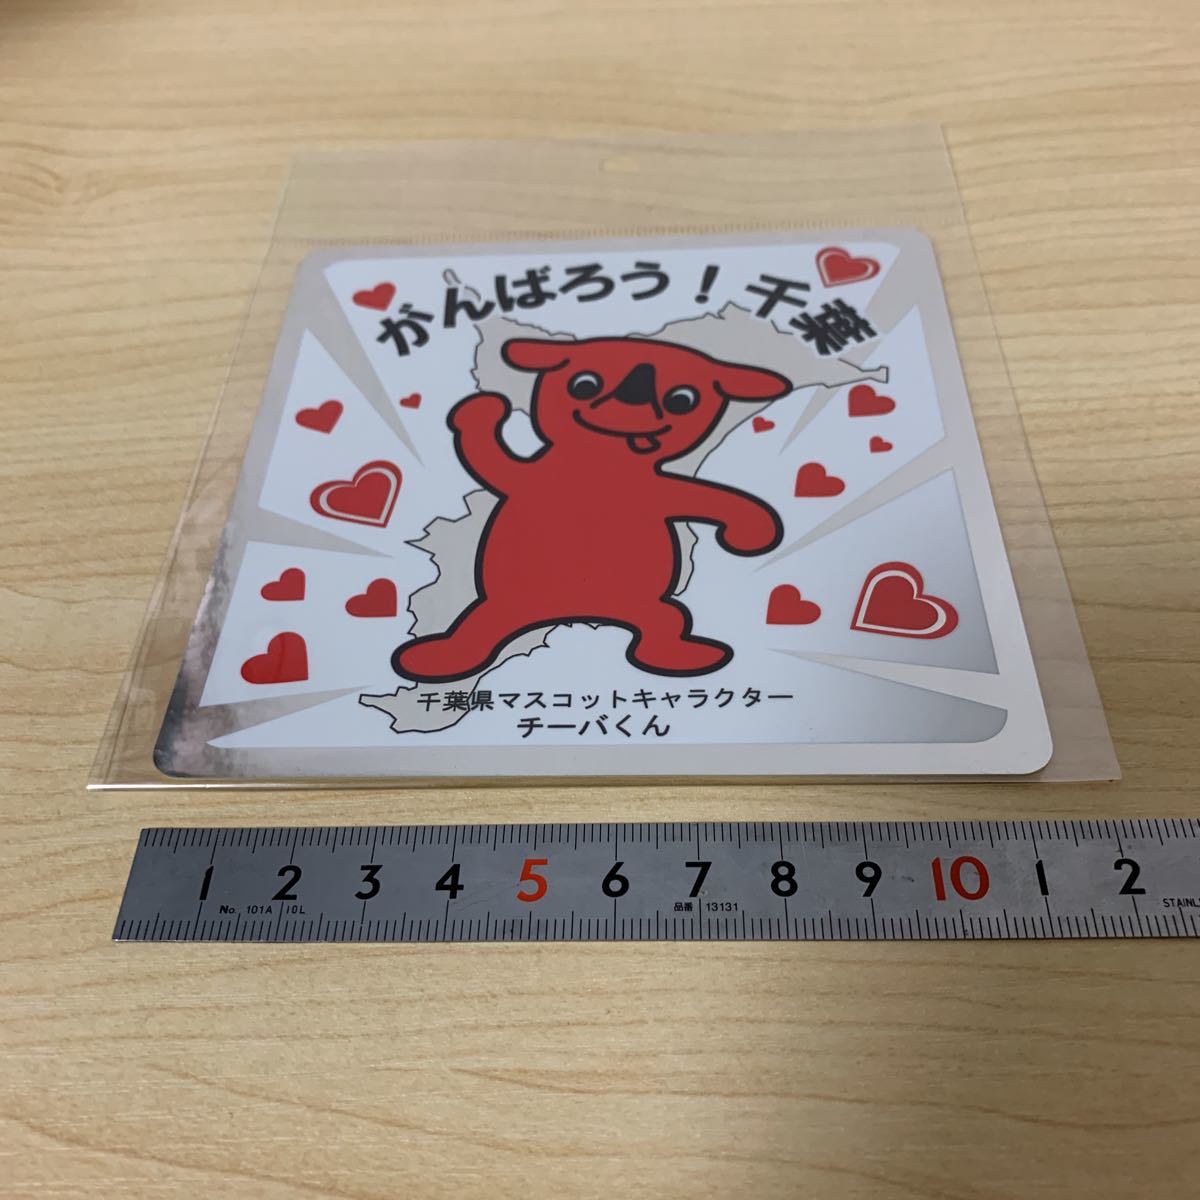 がんばろう！千葉
千葉県マスコットキャラクター
チーバくん
1 2 3 4 5 6 7 8 9 10 1 2
No. 101A 10L 品番 13131 STAINL